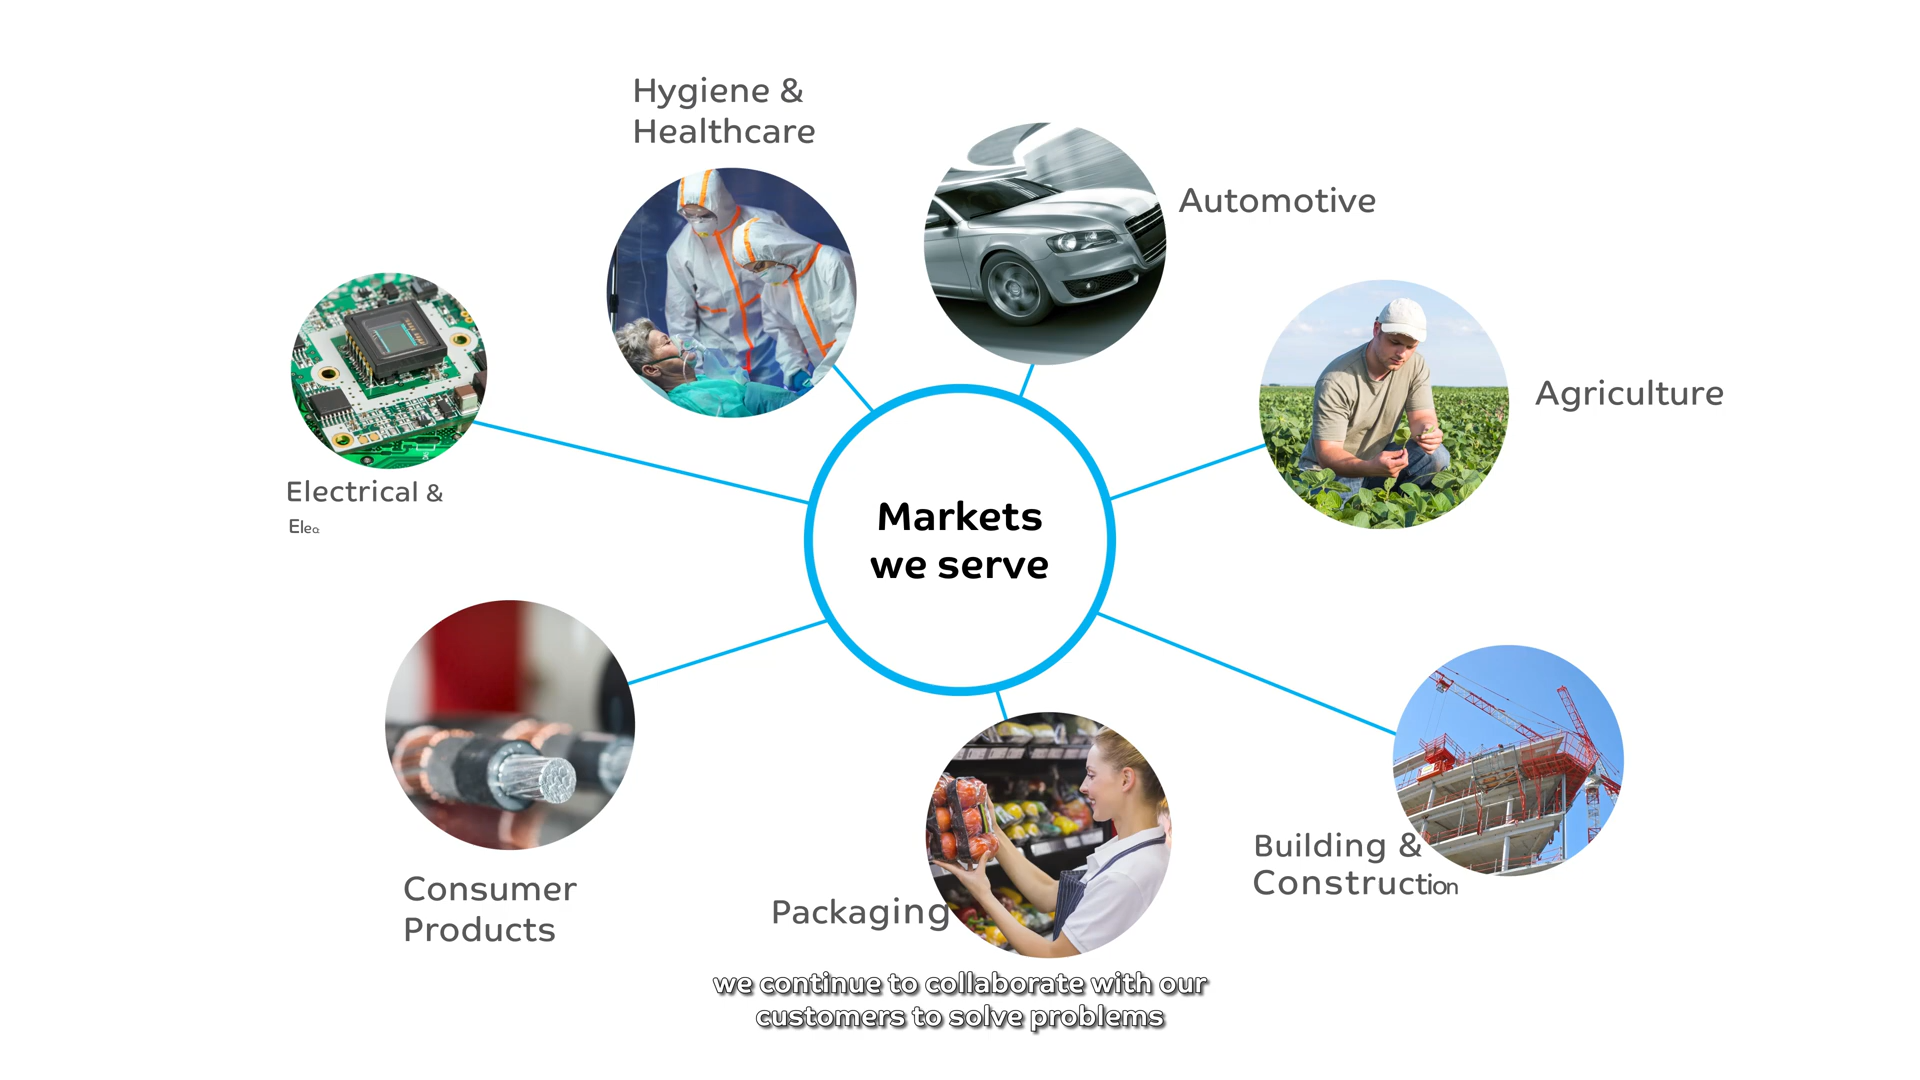 Hygiene &
Healthcare
Automotive
Agriculture
Electrical &
Markets
we serve
Building &
Construction
Consumer
Products
Packaging
we continue to collaborate with our
customers to solve problems